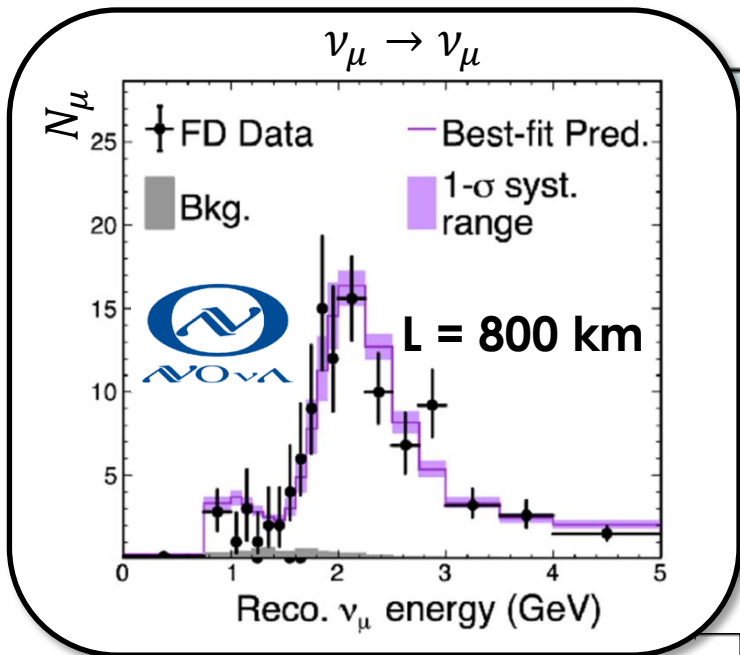 ν_μ → ν_μ
N_μ
FD Data
Best-fit Pred.
Bkg.
1-σ syst.
range
NOνA
L = 800 km
25
20
15
10
5
0 1 2 3 4 5
Reco. ν_μ energy (GeV)